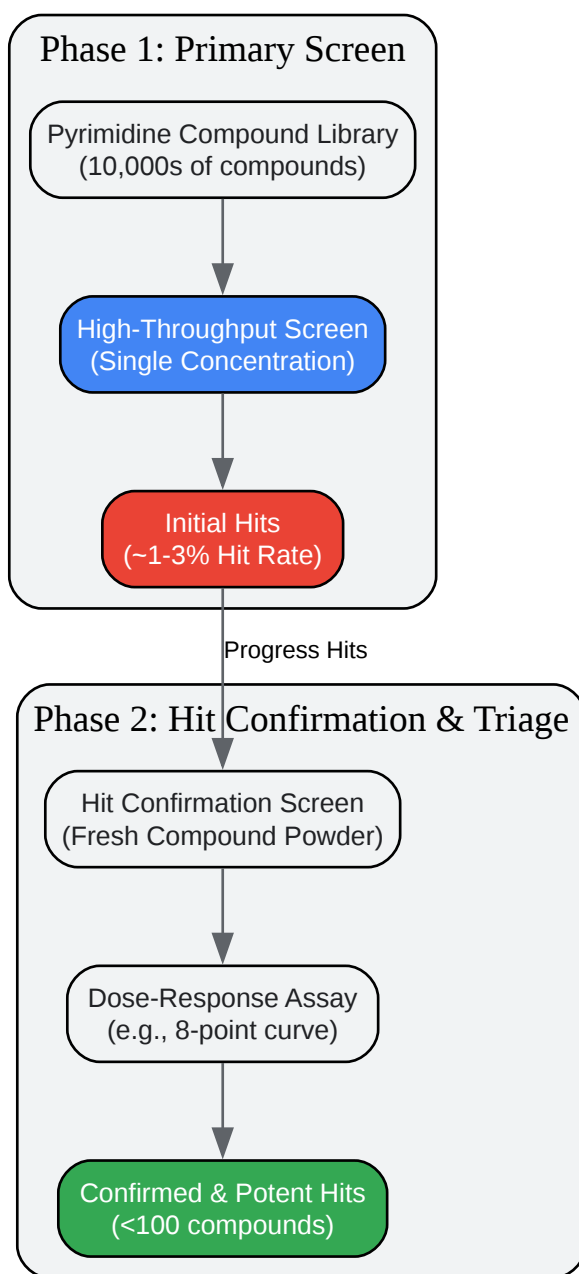 Phase 1: Primary Screen
Pyrimidine Compound Library
(10,000s of compounds)
High-Throughput Screen
(Single Concentration)
Initial Hits
(~1-3% Hit Rate)
Progress Hits
Phase 2: Hit Confirmation & Triage
Hit Confirmation Screen
(Fresh Compound Powder)
Dose-Response Assay
(e.g., 8-point curve)
Confirmed & Potent Hits
(<100 compounds)